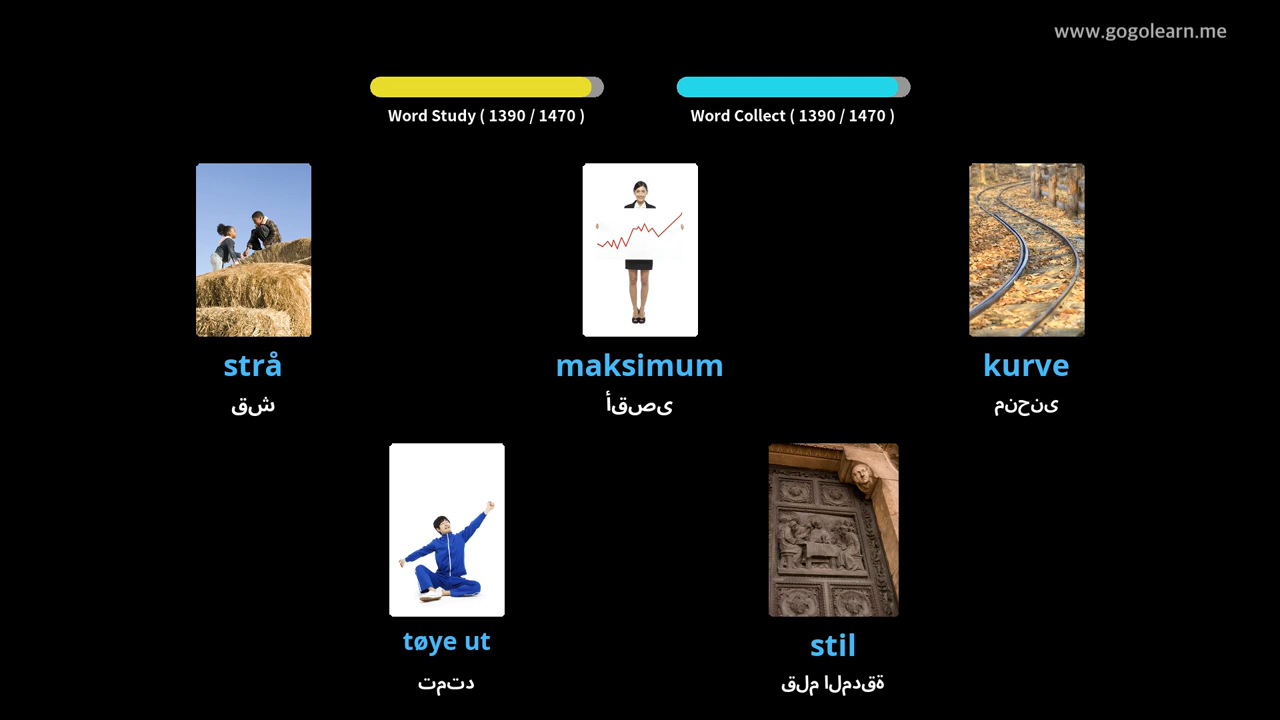 www.gogolearn.me
Word Study ( 1390 / 1470 )
Word Collect ( 1390 / 1470 )
strå
قش
maksimum
أقصى
kurve
منحنى
tøye ut
تمتد
stil
قلم المدقة